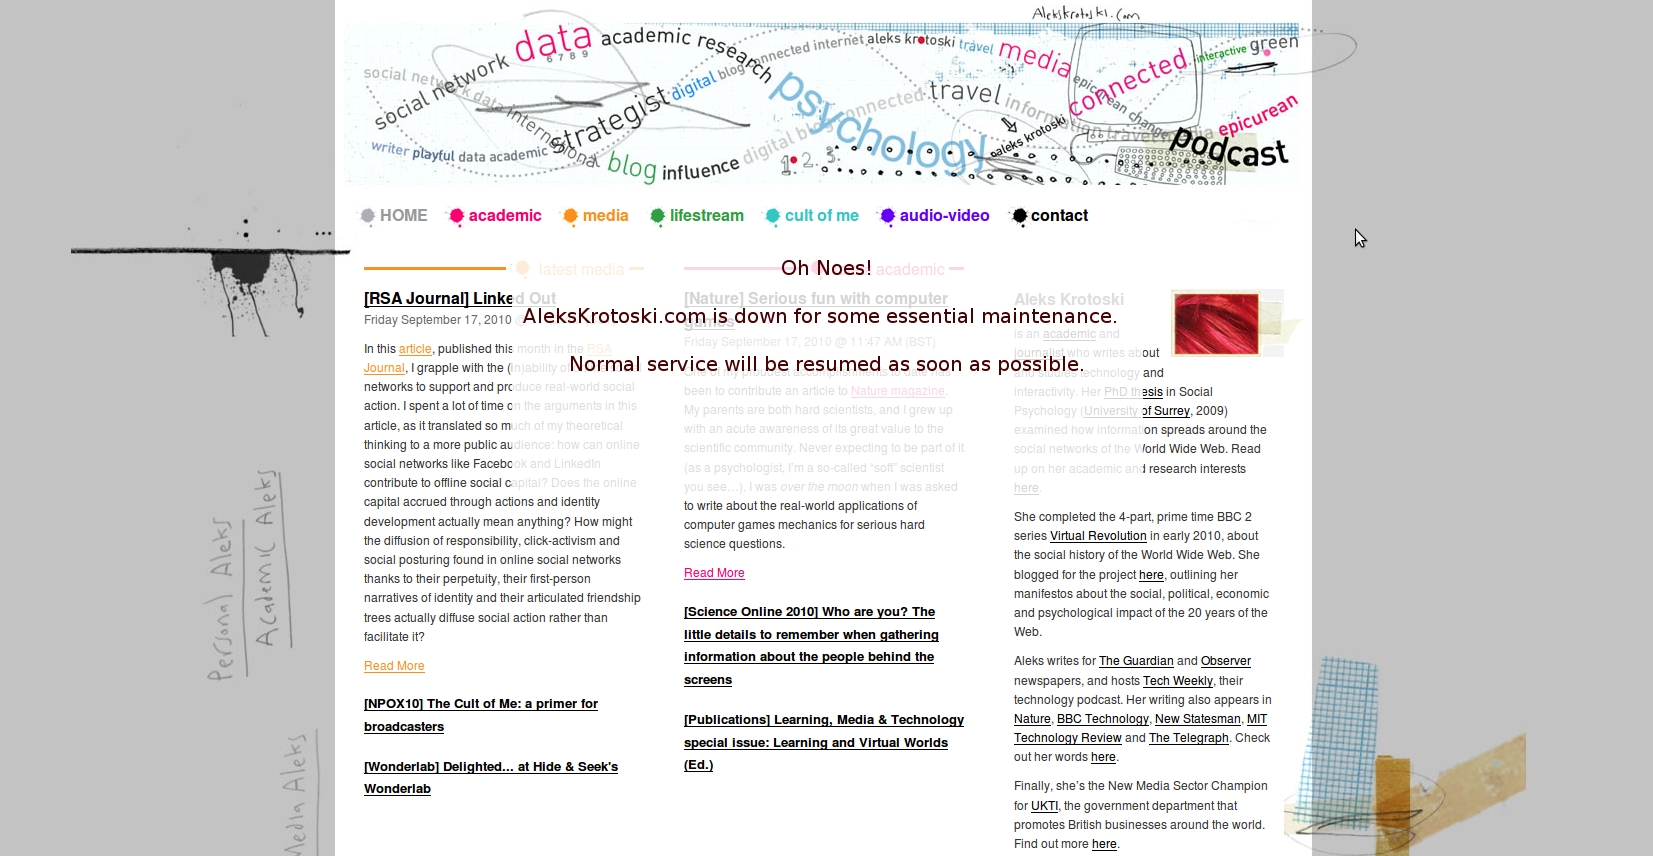 AleksKrotoski.com
data academic research
6 7 8 9
social network
social network data international
strategist
digital blog connected internet aleks krotoski travel media
psychology
epicurean change
connected
interactive green
travel information travel media
digital blog connected
aleks krotoski
podcast
epicurean
writer playful data academic
blog influence
1. 2. 3.
HOME academic media lifestream cult of me audio-video contact
Oh Noes!
AleksKrotoski.com is down for some essential maintenance.
Normal service will be resumed as soon as possible.
latest media
[RSA Journal] Linked Out
Friday September 17, 2010
In this article, published this month in the RSA
Journal, I grapple with the (in)ability of
networks to support and produce real-world social
action. I spent a lot of time on the arguments in this
article, as it translated so much of my theoretical
thinking to a more public audience: how can online
social networks like Facebook and LinkedIn
contribute to offline social capital? Does the online
capital accrued through actions and identity
development actually mean anything? How might
the diffusion of responsibility, click-activism and
social posturing found in online social networks
thanks to their perpetuity, their first-person
narratives of identity and their articulated friendship
trees actually diffuse social action rather than
facilitate it?
Read More
[NPOX10] The Cult of Me: a primer for
broadcasters
[Wonderlab] Delighted... at Hide & Seek's
Wonderlab
academic
[Nature] Serious fun with computer
games
Friday September 17, 2010 @ 11:47 AM (BST)
One of my proudest accomplishments to date has
been to contribute an article to Nature magazine.
My parents are both hard scientists, and I grew up
with an acute awareness of its great value to the
scientific community. Never expecting to be part of it
(as a psychologist, I'm a so-called “soft” scientist
you see…), I was over the moon when I was asked
to write about the real-world applications of
computer games mechanics for serious hard
science questions.
Read More
[Science Online 2010] Who are you? The
little details to remember when gathering
information about the people behind the
screens
[Publications] Learning, Media & Technology
special issue: Learning and Virtual Worlds
(Ed.)
Aleks Krotoski
is an academic and
journalist who writes about
and studies technology and
interactivity. Her PhD thesis in Social
Psychology (University of Surrey, 2009)
examined how information spreads around the
social networks of the World Wide Web. Read
up on her academic and research interests
here.
She completed the 4-part, prime time BBC 2
series Virtual Revolution in early 2010, about
the social history of the World Wide Web. She
blogged for the project here, outlining her
manifestos about the social, political, economic
and psychological impact of the 20 years of the
Web.
Aleks writes for The Guardian and Observer
newspapers, and hosts Tech Weekly, their
technology podcast. Her writing also appears in
Nature, BBC Technology, New Statesman, MIT
Technology Review and The Telegraph. Check
out her words here.
Finally, she's the New Media Sector Champion
for UKTI, the government department that
promotes British businesses around the world.
Find out more here.
Personal Aleks
Academic Aleks
Media Aleks